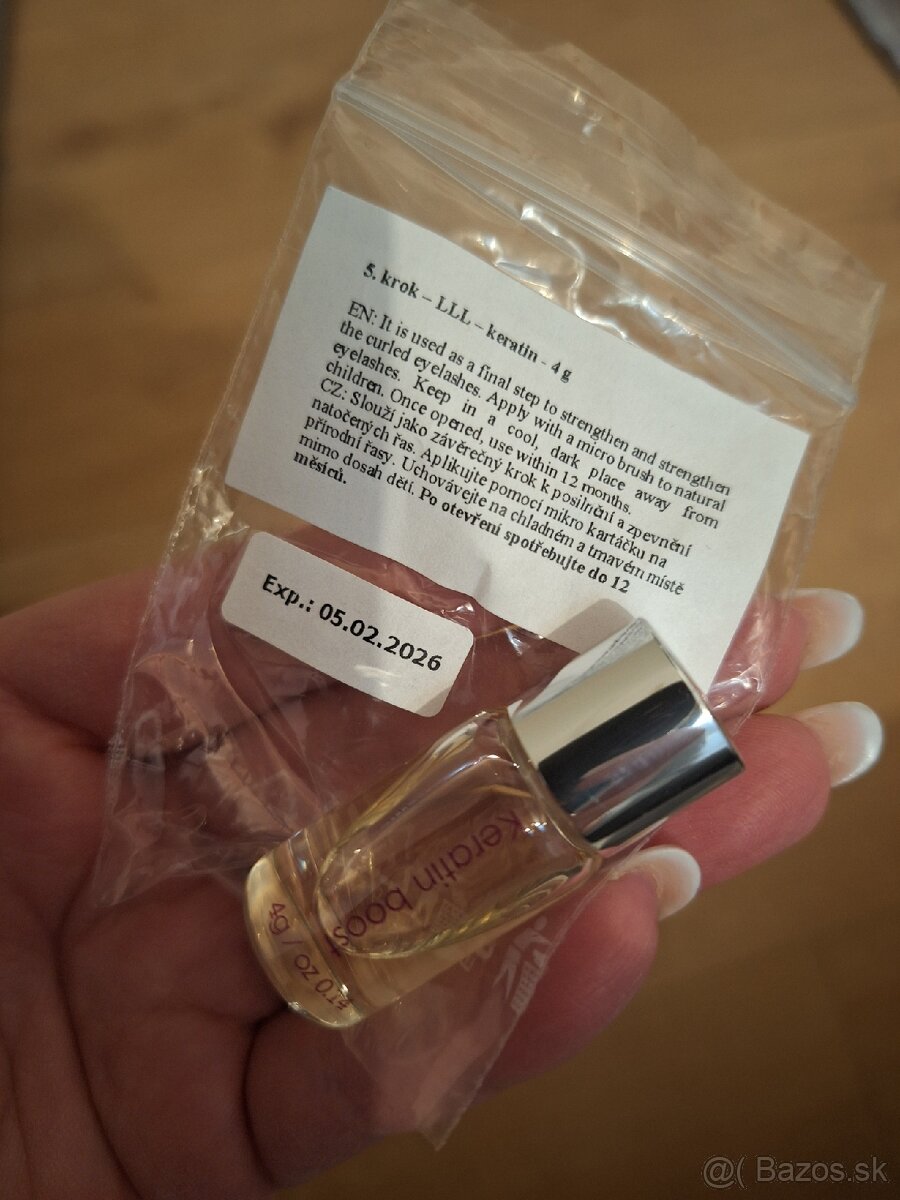 5. krok – LLL – keratin - 4 g
EN: It is used as a final step to strengthen and strengthen
the curled eyelashes. Apply with a micro brush to natural
eyelashes. Keep in a cool, dark place away from
children. Once opened, use within 12 months.
CZ: Slouží jako závěrečný krok k posilnění a zpevnění
natočených řas. Aplikujte pomocí mikro kartáčku na
přírodní řasy. Uchovávejte na chladném a tmavém místě
mimo dosah dětí. Po otevření spotřebujte do 12
měsíců.
Exp.: 05.02.2026
Keratin boost
4g / 0.14 oz
@( Bazos.sk